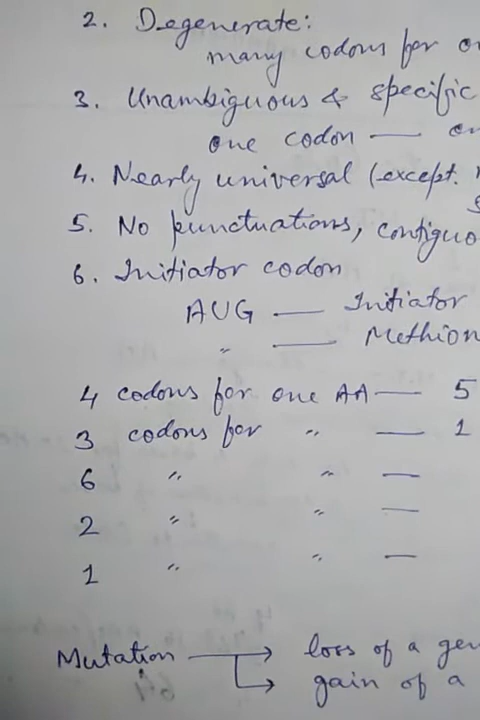 2. Degenerate:
many codons for
3. Unambiguous & specific
one codon —
4. Nearly universal (except.
5. No punctuations, contiguo
6. Initiator codon
AUG — Initiator
" — Methion
4 codons for one AA — 5
3 codons for " — 1
6 " " —
2 " " —
1 " " —
Mutation → loss of a gen
→ gain of a